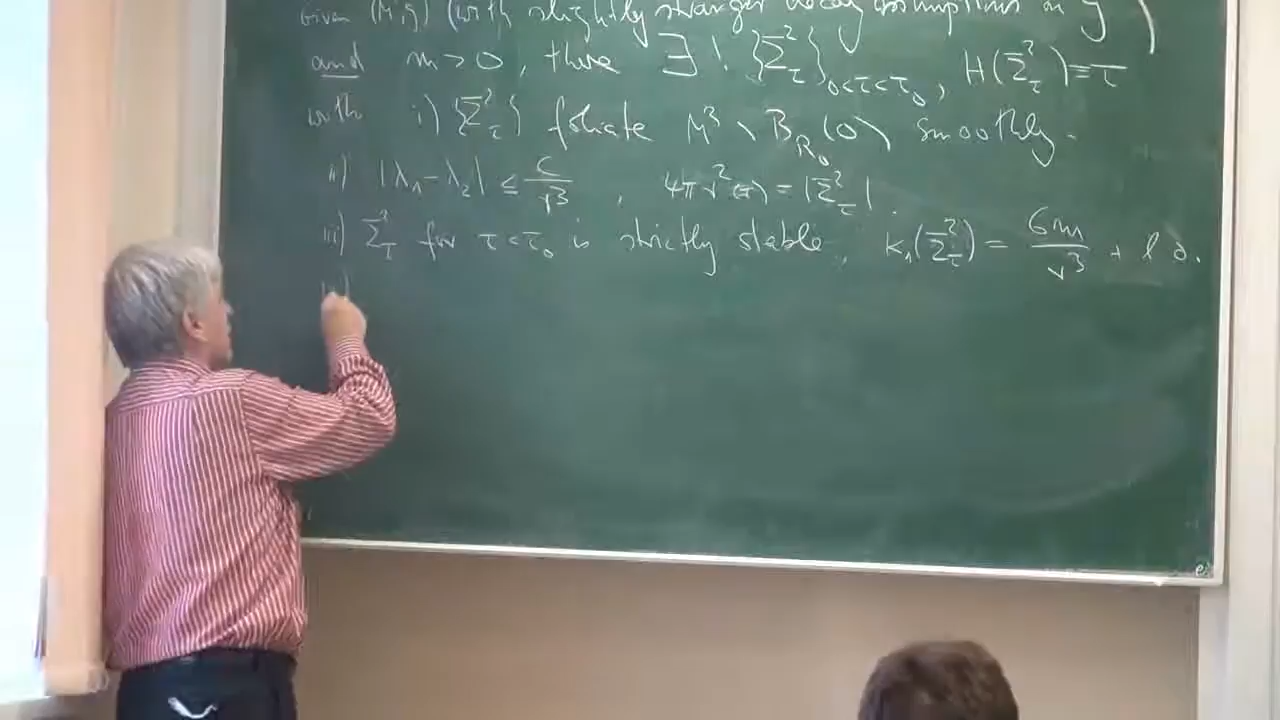 Given (M³,g) (with slightly stronger decay assumptions on g)
and m > 0, there ∃! {Σ²_τ}_{0<τ<τ₀}, H(Σ²_τ) ≡ τ
with i) {Σ²_τ} foliate M³ \ B_{R₀}(0) smoothly.
ii) |λ₁-λ₂| ≤ C/r³, 4πr²(τ) = |Σ²_τ|.
iii) Σ²_τ for τ<τ₀ is strictly stable, K₁(Σ²_τ) = 6m/r³ + l.o.